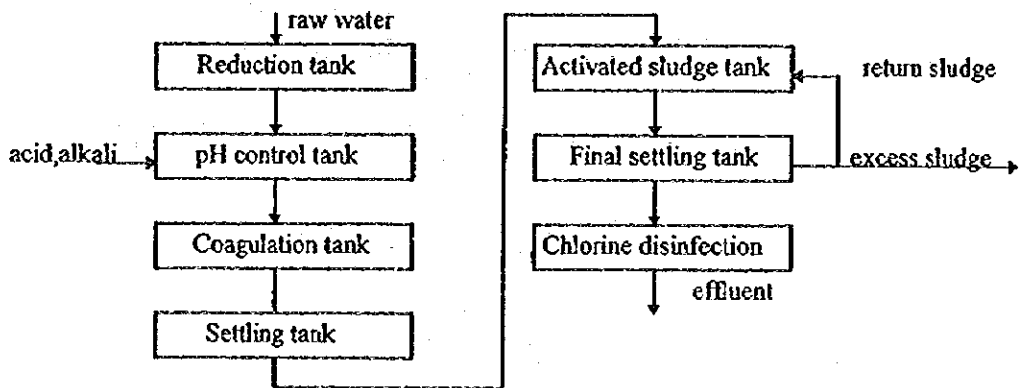 raw water
Reduction tank
acid,alkali
pH control tank
Coagulation tank
Settling tank
Activated sludge tank
return sludge
Final settling tank
excess sludge
Chlorine disinfection
effluent